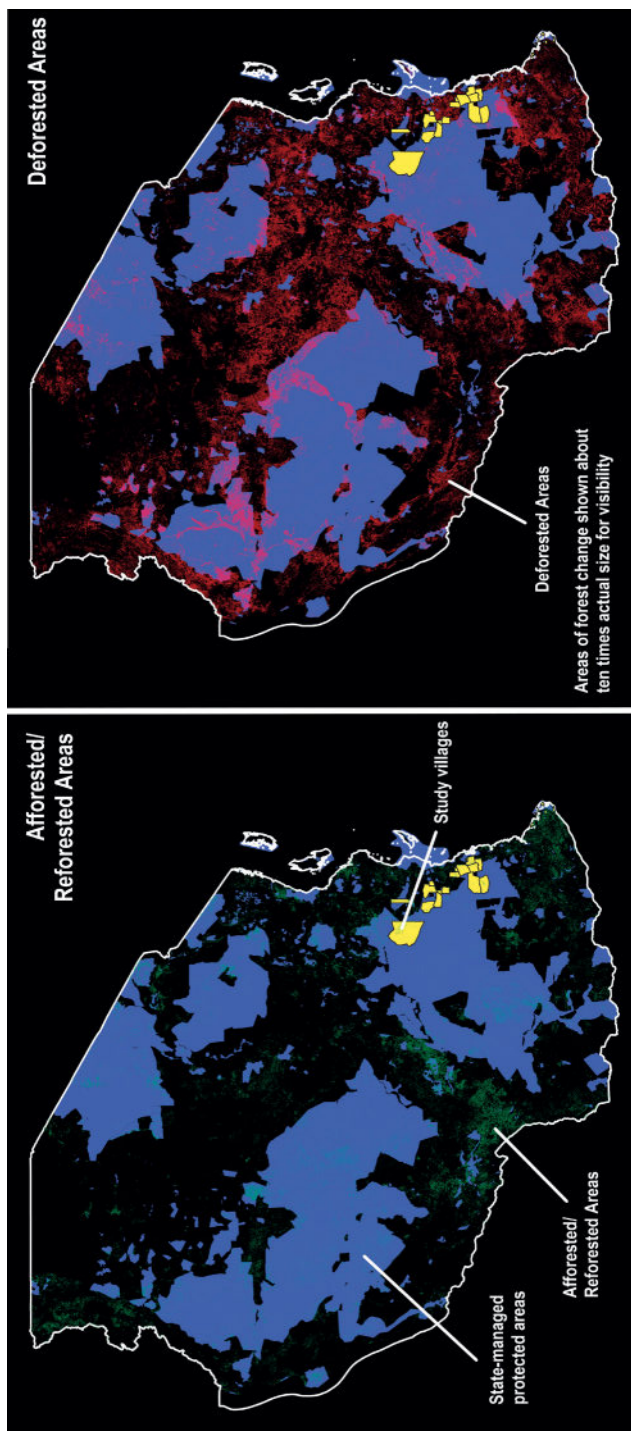 Afforested/
Reforested Areas
Study villages
State-managed
protected areas
Afforested/
Reforested Areas
Deforested Areas
Deforested Areas
Areas of forest change shown about
ten times actual size for visibility